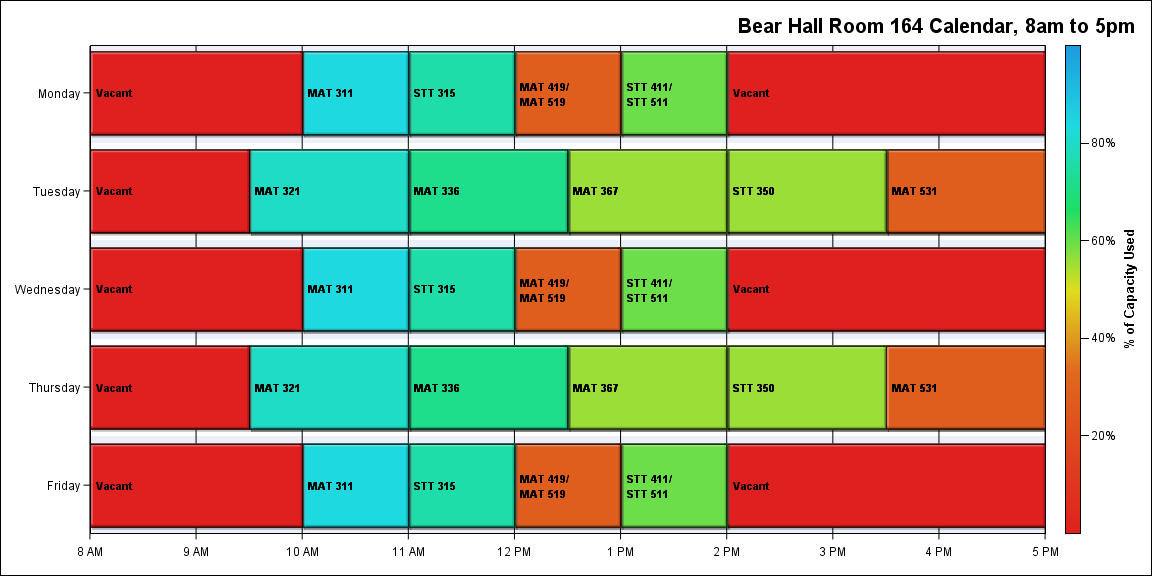 Bear Hall Room 164 Calendar, 8am to 5pm
Monday
Vacant
MAT 311
STT 315
MAT 419/
MAT 519
STT 411/
STT 511
Vacant
Tuesday
Vacant
MAT 321
MAT 336
MAT 367
STT 350
MAT 531
Wednesday
Vacant
MAT 311
STT 315
MAT 419/
MAT 519
STT 411/
STT 511
Vacant
Thursday
Vacant
MAT 321
MAT 336
MAT 367
STT 350
MAT 531
Friday
Vacant
MAT 311
STT 315
MAT 419/
MAT 519
STT 411/
STT 511
Vacant
8 AM
9 AM
10 AM
11 AM
12 PM
1 PM
2 PM
3 PM
4 PM
5 PM
80%
60%
40%
20%
% of Capacity Used